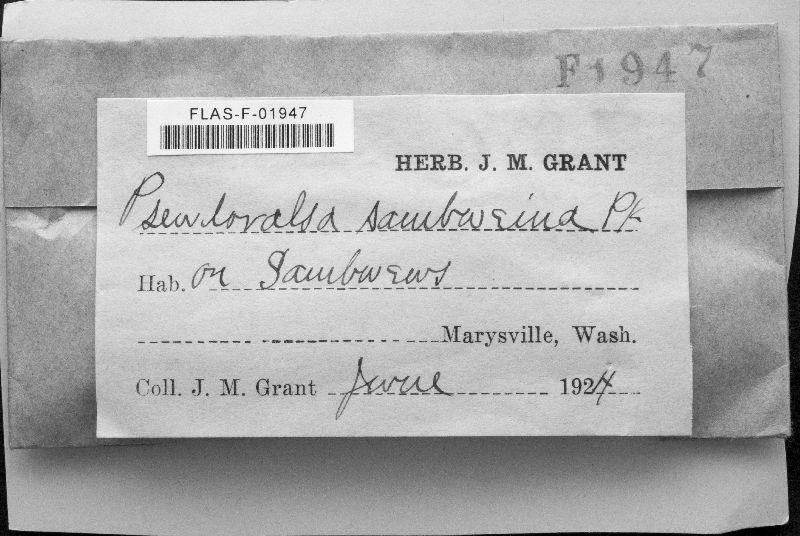 F1947
FLAS-F-01947
HERB. J. M. GRANT
Pseudovalsa sambucina Pk
Hab. on Sambucus
Marysville, Wash.
Coll. J. M. Grant June 1924